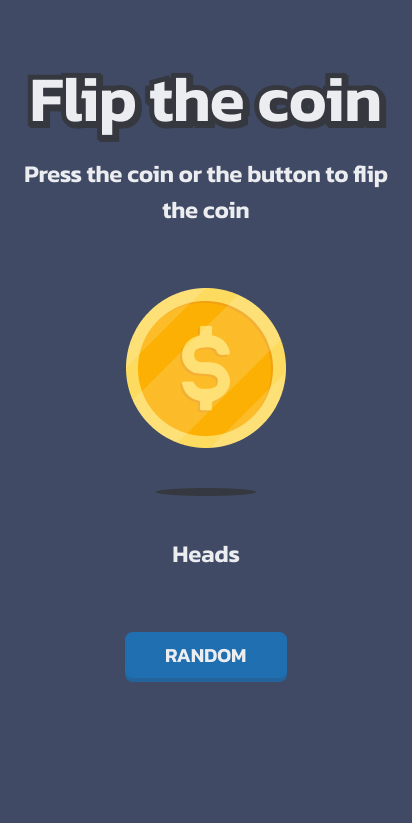 Flip the coin
Press the coin or the button to flip
the coin
$
Heads
RANDOM